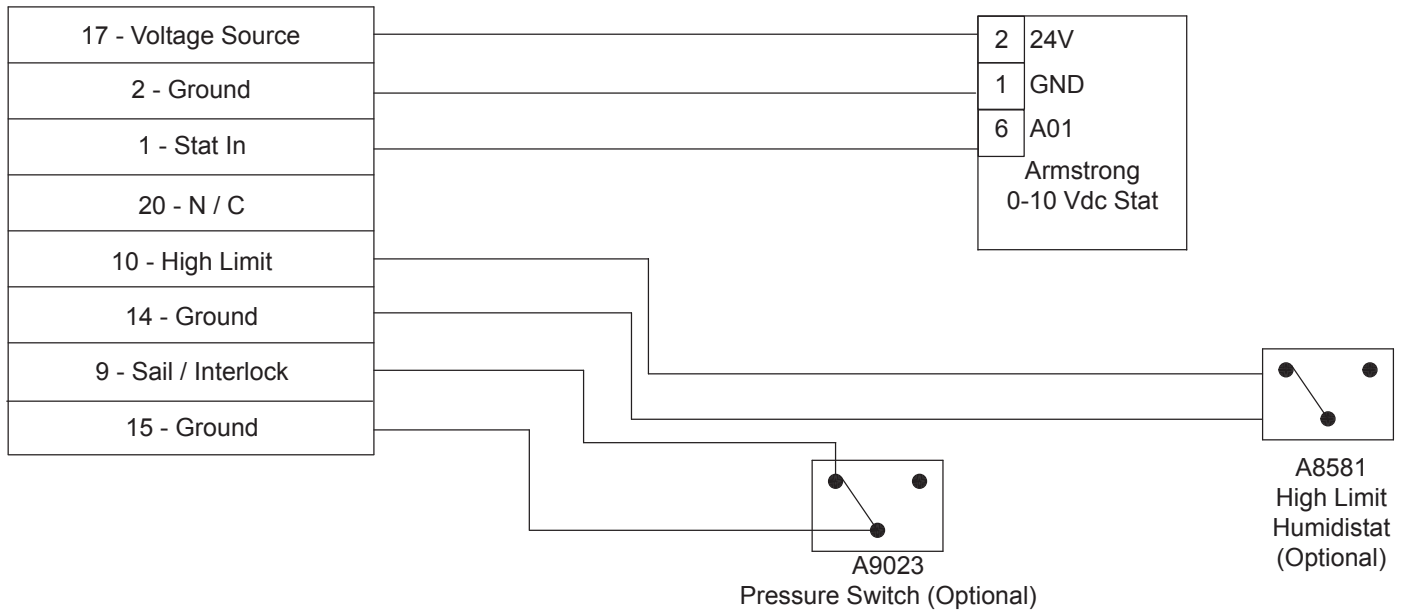 17 - Voltage Source
2 - Ground
1 - Stat In
20 - N / C
10 - High Limit
14 - Ground
9 - Sail / Interlock
15 - Ground
2 24V
1 GND
6 A01
Armstrong
0-10 Vdc Stat
A8581
High Limit
Humidistat
(Optional)
A9023
Pressure Switch (Optional)